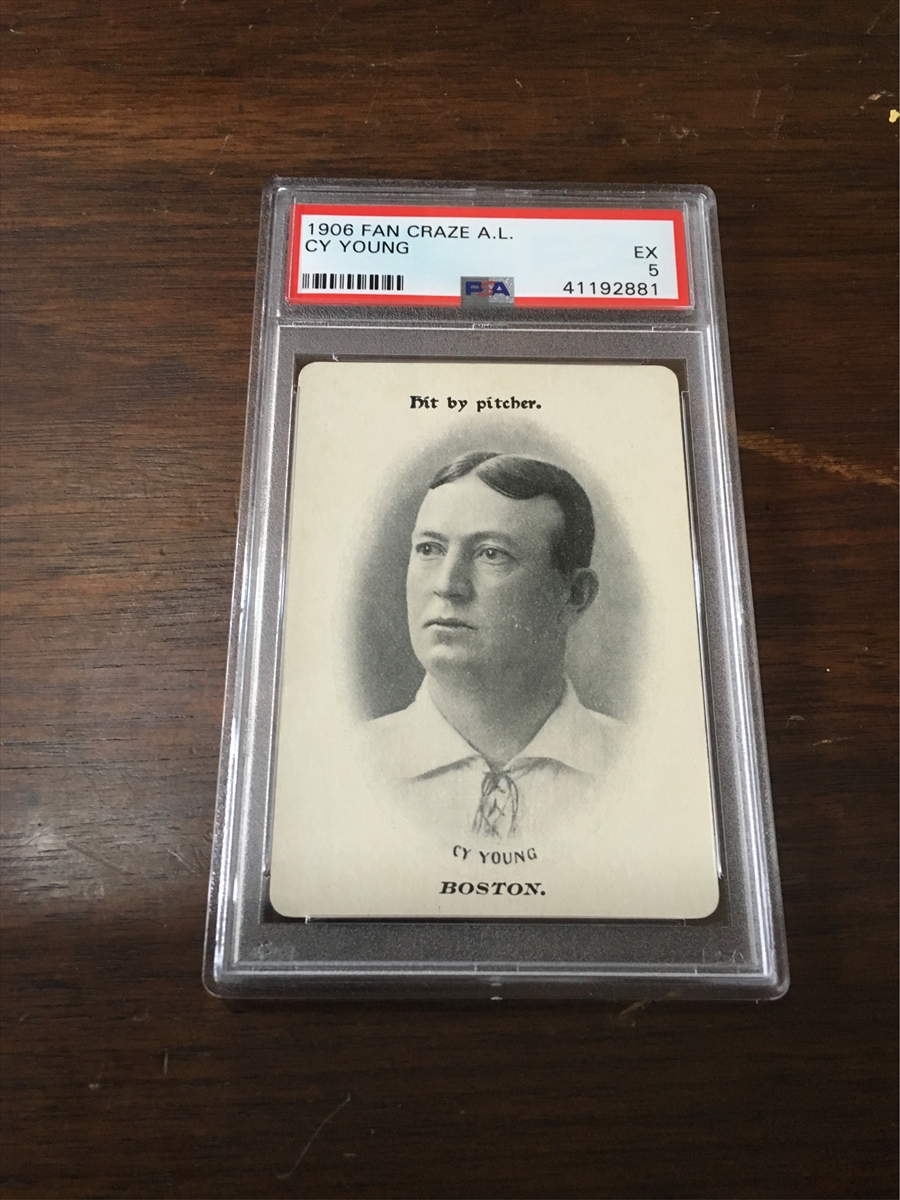 1906 FAN CRAZE A.L.
CY YOUNG
EX
5
PSA
41192881
Hit by pitcher.
CY YOUNG
BOSTON.